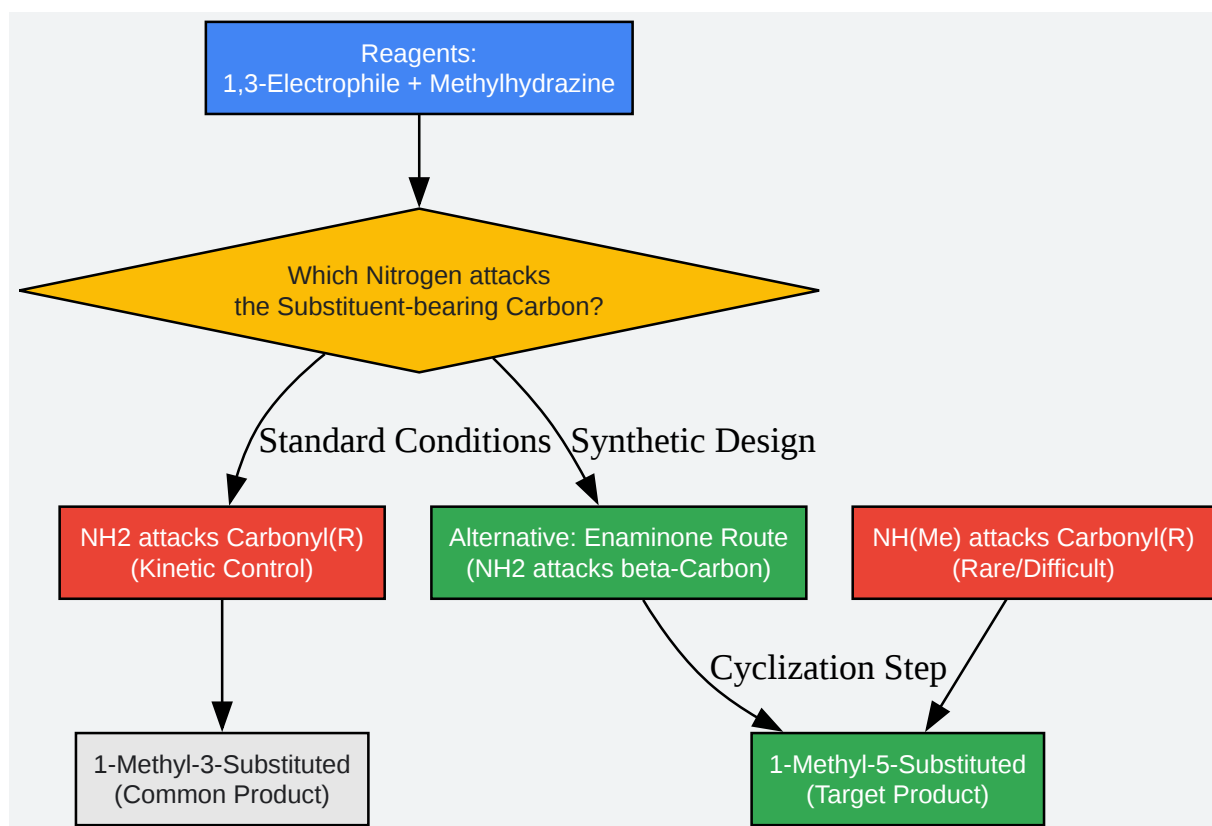 Reagents:
1,3-Electrophile + Methylhydrazine
Which Nitrogen attacks
the Substituent-bearing Carbon?
Standard Conditions
Synthetic Design
NH2 attacks Carbonyl(R)
(Kinetic Control)
Alternative: Enaminone Route
(NH2 attacks beta-Carbon)
NH(Me) attacks Carbonyl(R)
(Rare/Difficult)
Cyclization Step
1-Methyl-3-Substituted
(Common Product)
1-Methyl-5-Substituted
(Target Product)